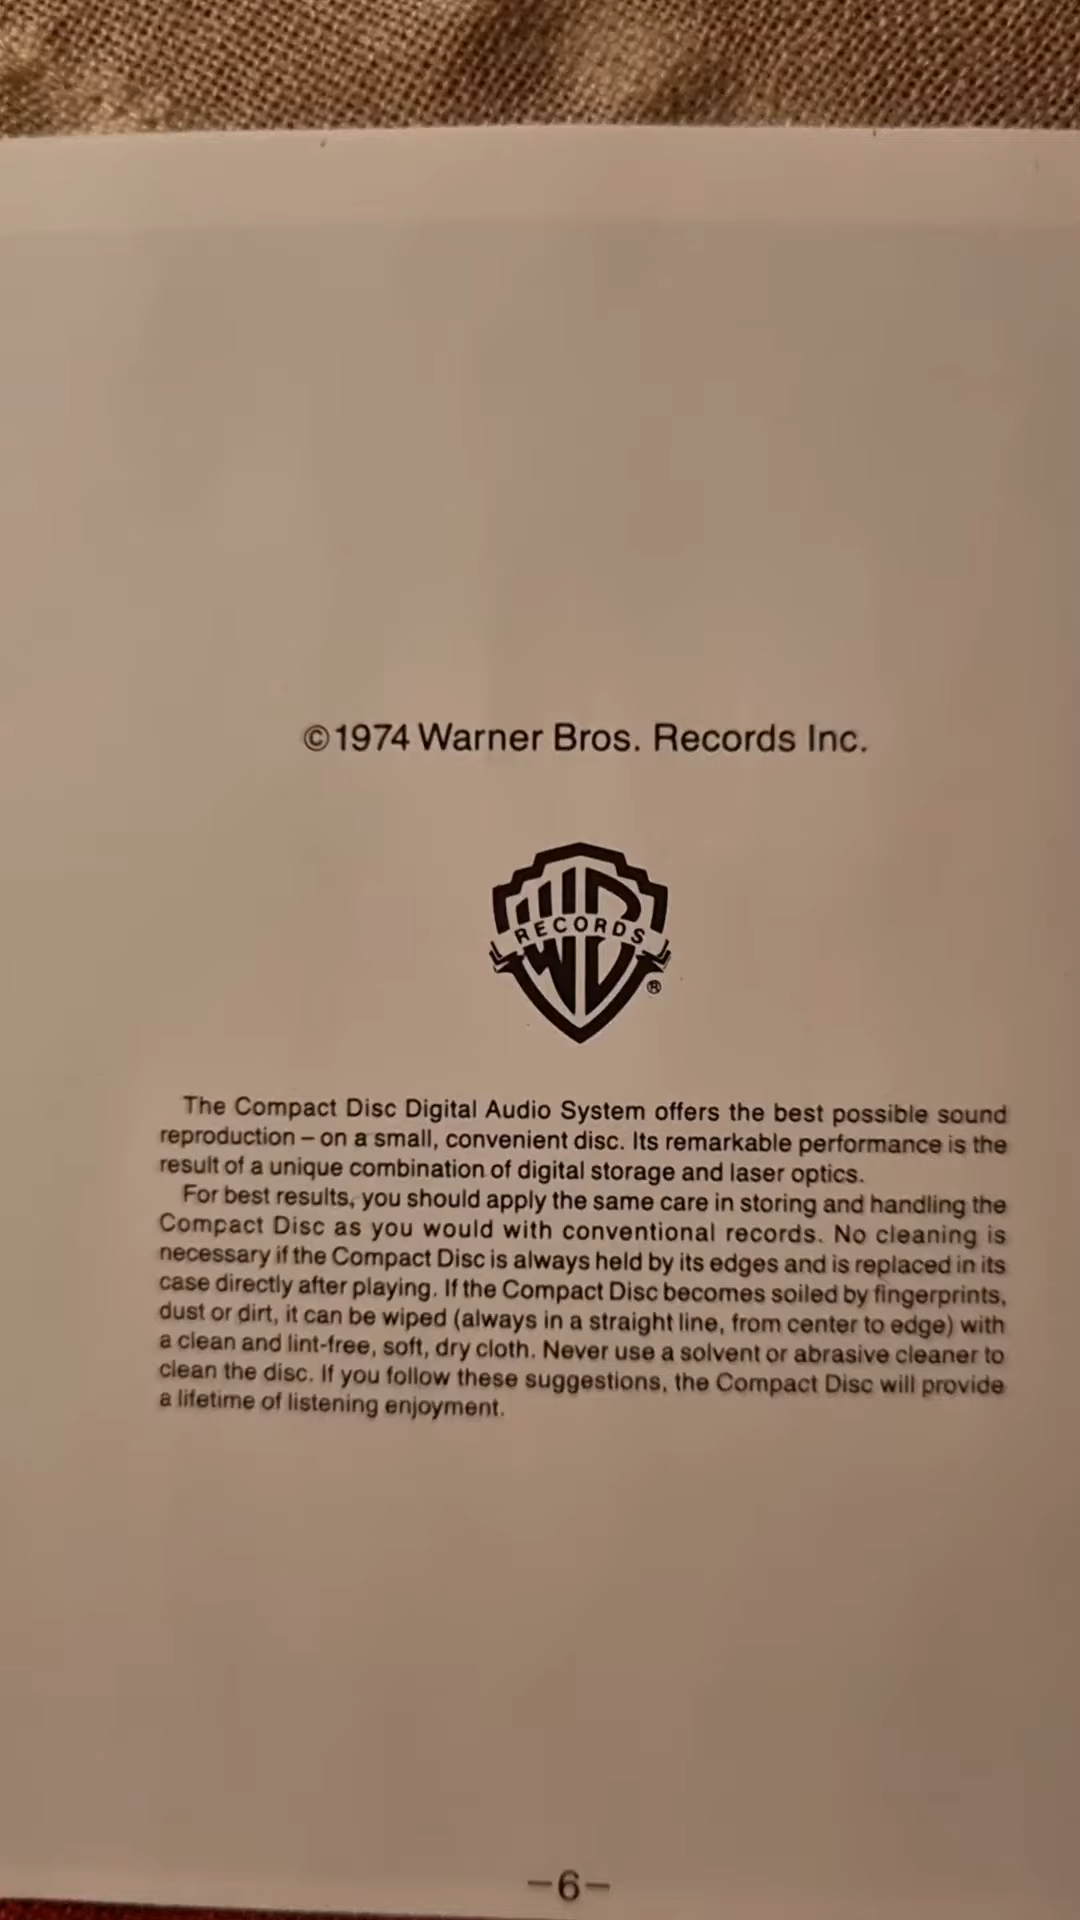 ©1974 Warner Bros. Records Inc.
WB
RECORDS
®
The Compact Disc Digital Audio System offers the best possible sound
reproduction – on a small, convenient disc. Its remarkable performance is the
result of a unique combination of digital storage and laser optics.
For best results, you should apply the same care in storing and handling the
Compact Disc as you would with conventional records. No cleaning is
necessary if the Compact Disc is always held by its edges and is replaced in its
case directly after playing. If the Compact Disc becomes soiled by fingerprints,
dust or dirt, it can be wiped (always in a straight line, from center to edge) with
a clean and lint-free, soft, dry cloth. Never use a solvent or abrasive cleaner to
clean the disc. If you follow these suggestions, the Compact Disc will provide
a lifetime of listening enjoyment.
–6–